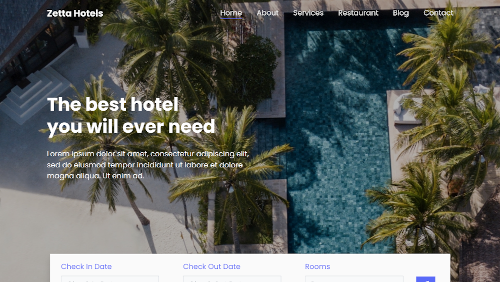 Zetta Hotels
Home About Services Restaurant Blog Contact
The best hotel
you will ever need
Lorem ipsum dolor sit amet, consectetur adipiscing elit,
sed do eiusmod tempor incididunt ut labore et dolore
magna aliqua. Ut enim ad.
Check In Date Check Out Date Rooms